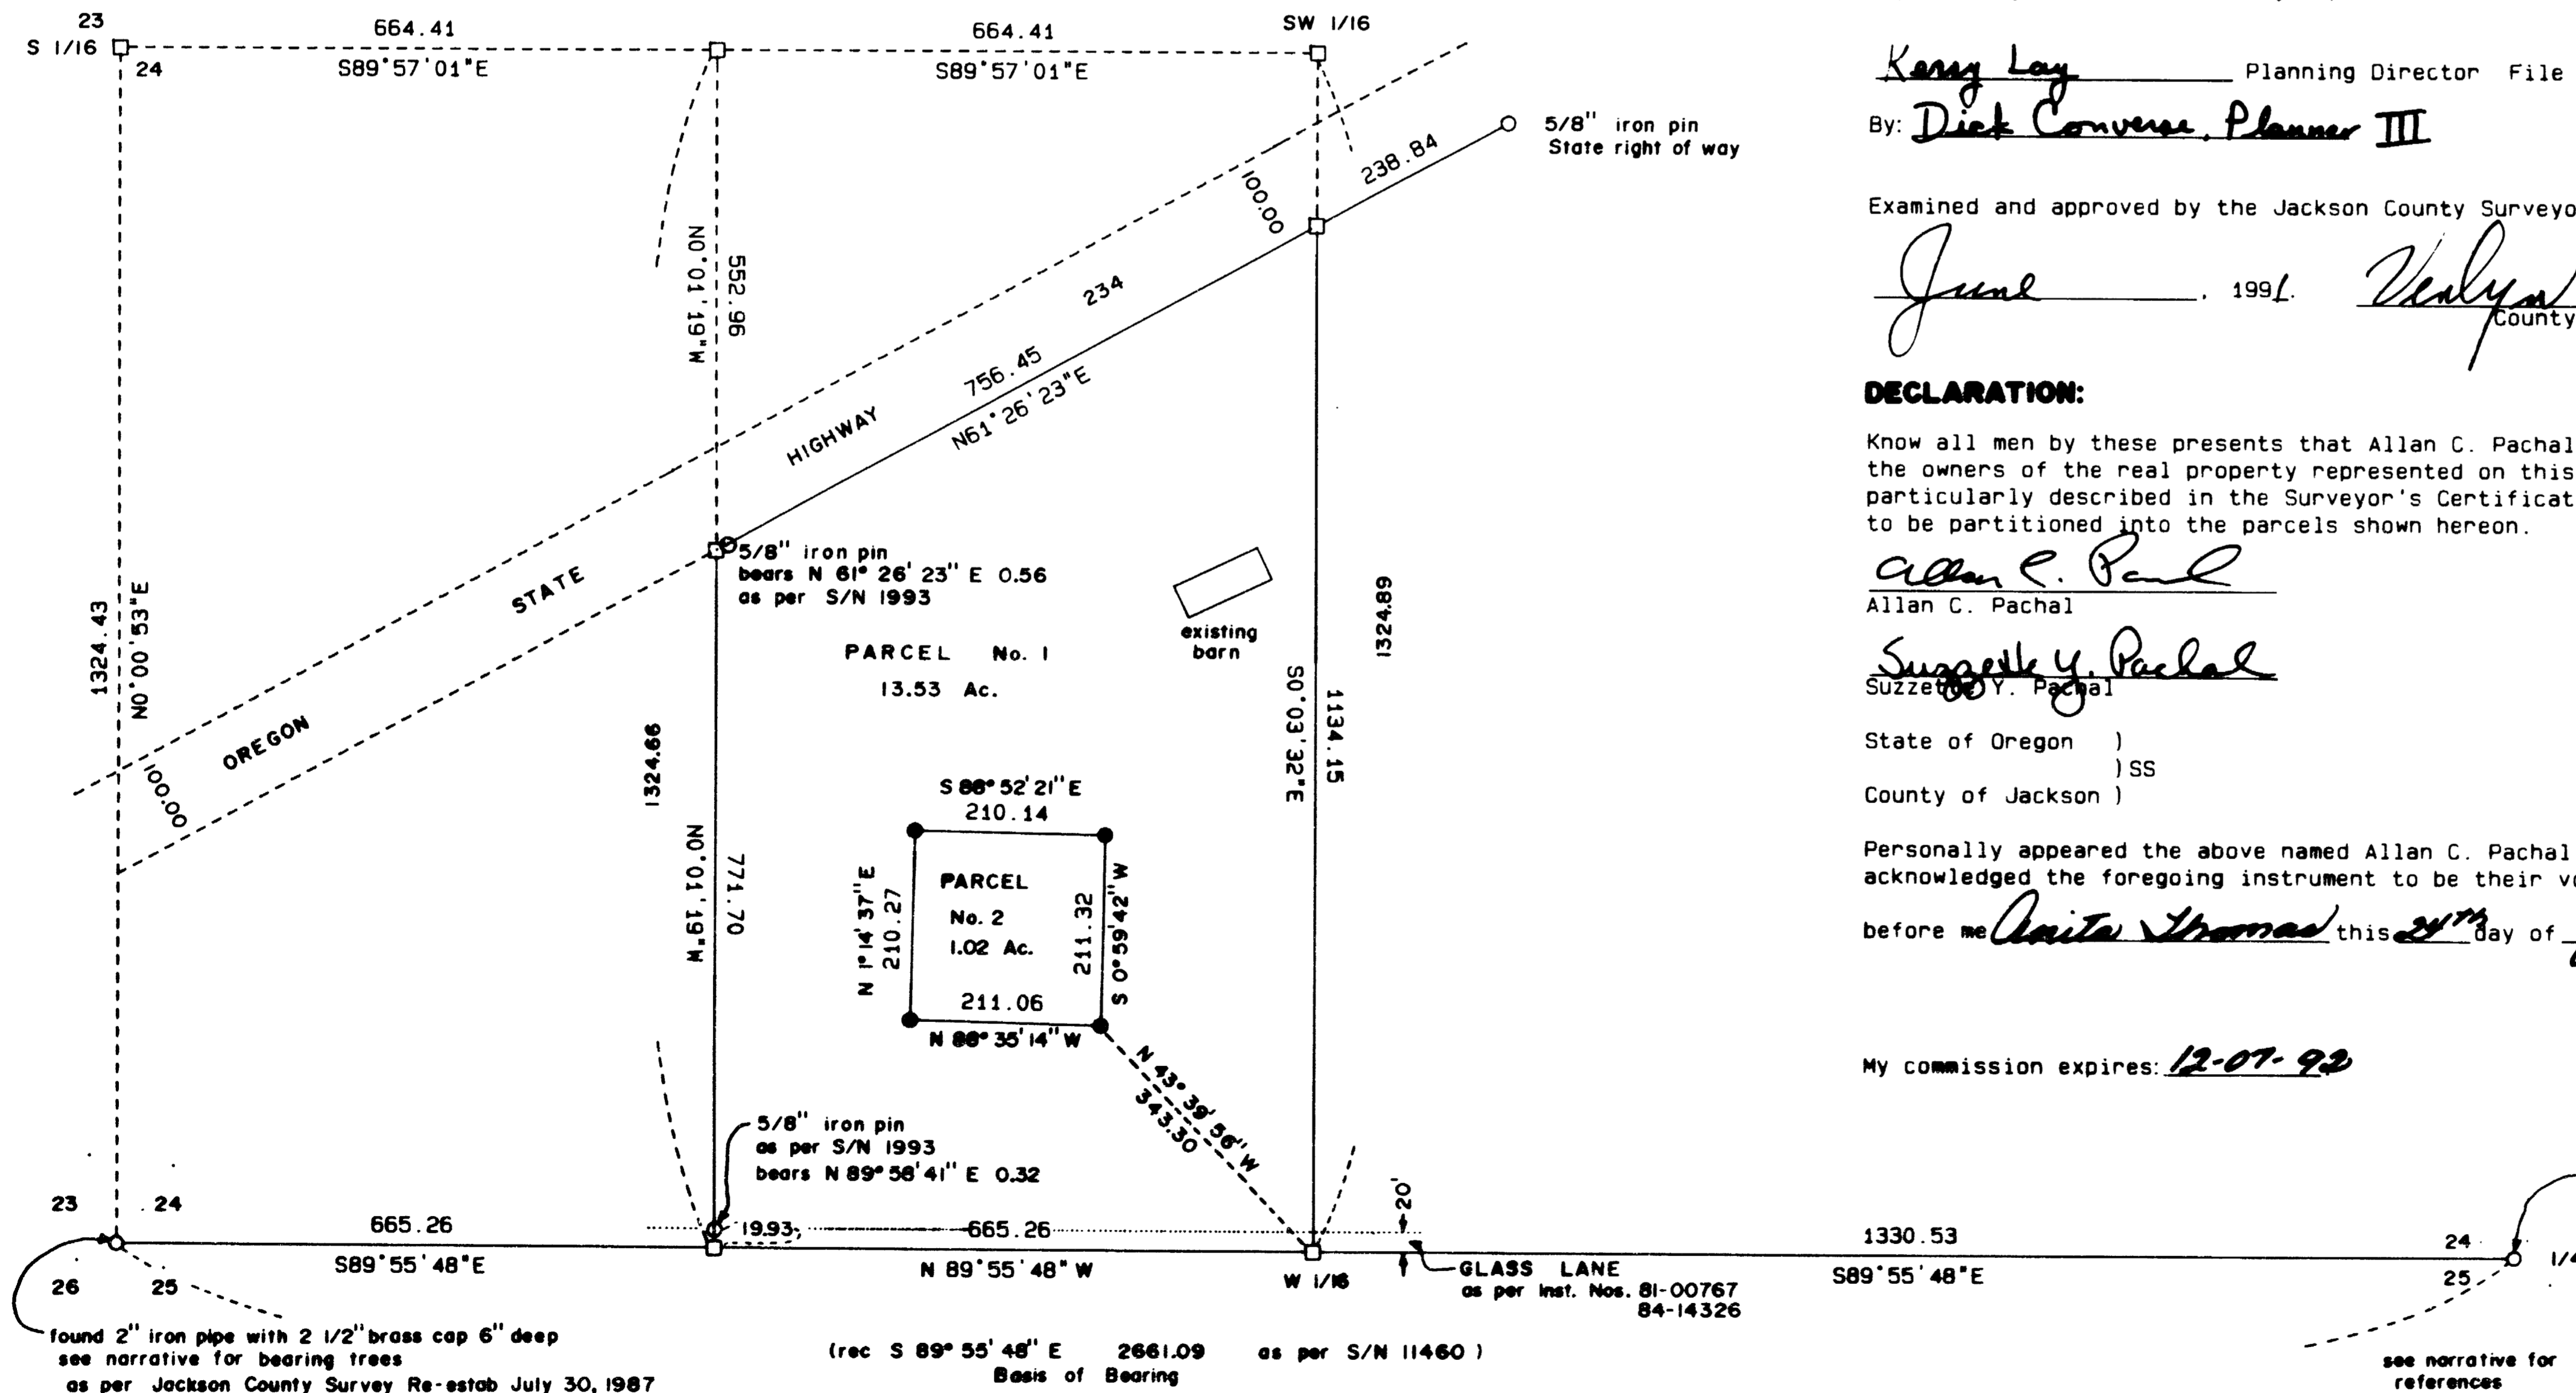 23
S 1/16
24
664.41
S89°57'01"E
664.41
S89°57'01"E
SW 1/16
5/8" iron pin
State right of way
238.84
100.00
N0°01'19"W
552.96
234
756.45
N61°26'23"E
HIGHWAY
STATE
OREGON
100.00
5/8" iron pin
bears N 61° 26' 23" E 0.56
as per S/N 1993
existing
barn
1324.43
N0°00'53"E
PARCEL No. 1
13.53 Ac.
1324.89
S0°03'32"E
1134.15
1324.66
N0°01'19"W
771.70
S 88° 52' 21" E
210.14
N 1° 14' 37" E
210.27
PARCEL
No. 2
1.02 Ac.
211.32
S 0° 59' 42" W
211.06
N 88° 35' 14" W
N 43° 39' 56" W
343.30
5/8" iron pin
as per S/N 1993
bears N 89° 58' 41" E 0.32
23
24
665.26
S89°55'48"E
19.93
665.26
N 89°55'48" W
20'
W 1/16
GLASS LANE
as per Inst. Nos. 81-00767
84-14326
1330.53
S89°55'48"E
24
25
1/4
26
25
found 2" iron pipe with 2 1/2" brass cap 6" deep
see narrative for bearing trees
as per Jackson County Survey Re-estab July 30, 1987
(rec S 89° 55' 48" E 2661.09 as per S/N 11460 )
Basis of Bearing
see narrative for
references
Kerry Lay Planning Director File
By: Dick Converse, Planner III
Examined and approved by the Jackson County Surveyo
June , 1991. Verlyn
County
DECLARATION:
Know all men by these presents that Allan C. Pachal
the owners of the real property represented on this
particularly described in the Surveyor's Certificat
to be partitioned into the parcels shown hereon.
Allan C. Pachal
Suzzette Y. Pachal
Suzzette Y. Pachal
State of Oregon )
) SS
County of Jackson )
Personally appeared the above named Allan C. Pachal
acknowledged the foregoing instrument to be their v
before me Anita Thomas this 24th day of
My commission expires: 12-07-92